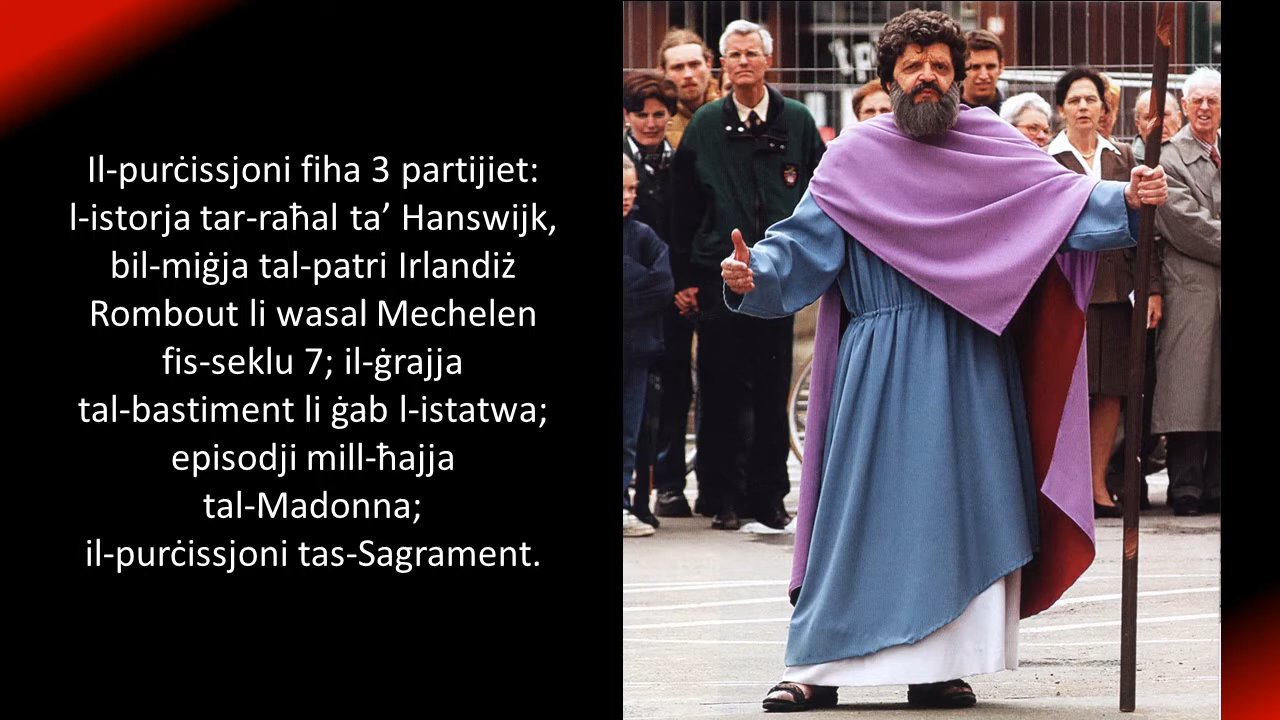 Il-purċissjoni fiha 3 partijiet:
l-istorja tar-raħal ta’ Hanswijk,
bil-miġja tal-patri Irlandiż
Rombout li wasal Mechelen
fis-seklu 7; il-ġrajja
tal-bastiment li ġab l-istatwa;
episodji mill-ħajja
tal-Madonna;
il-purċissjoni tas-Sagrament.